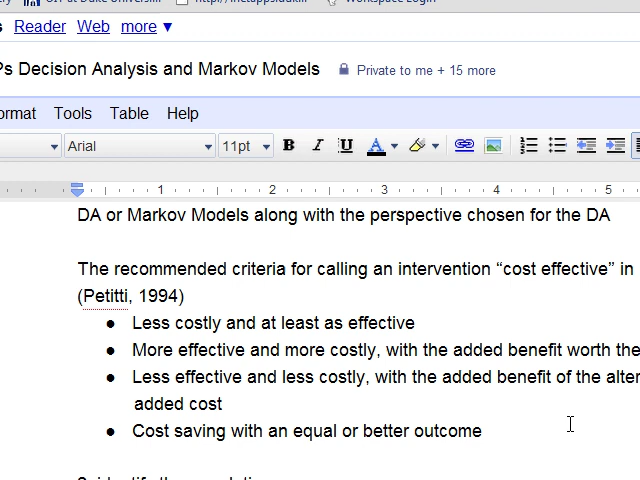 Workspace Login
Reader Web more ▼
Ps Decision Analysis and Markov Models Private to me + 15 more
ormat Tools Table Help
Arial 11pt B I U A
1 2 3 4 5
DA or Markov Models along with the perspective chosen for the DA
The recommended criteria for calling an intervention “cost effective” in
(Petitti, 1994)
● Less costly and at least as effective
● More effective and more costly, with the added benefit worth the
● Less effective and less costly, with the added benefit of the alter
added cost
● Cost saving with an equal or better outcome